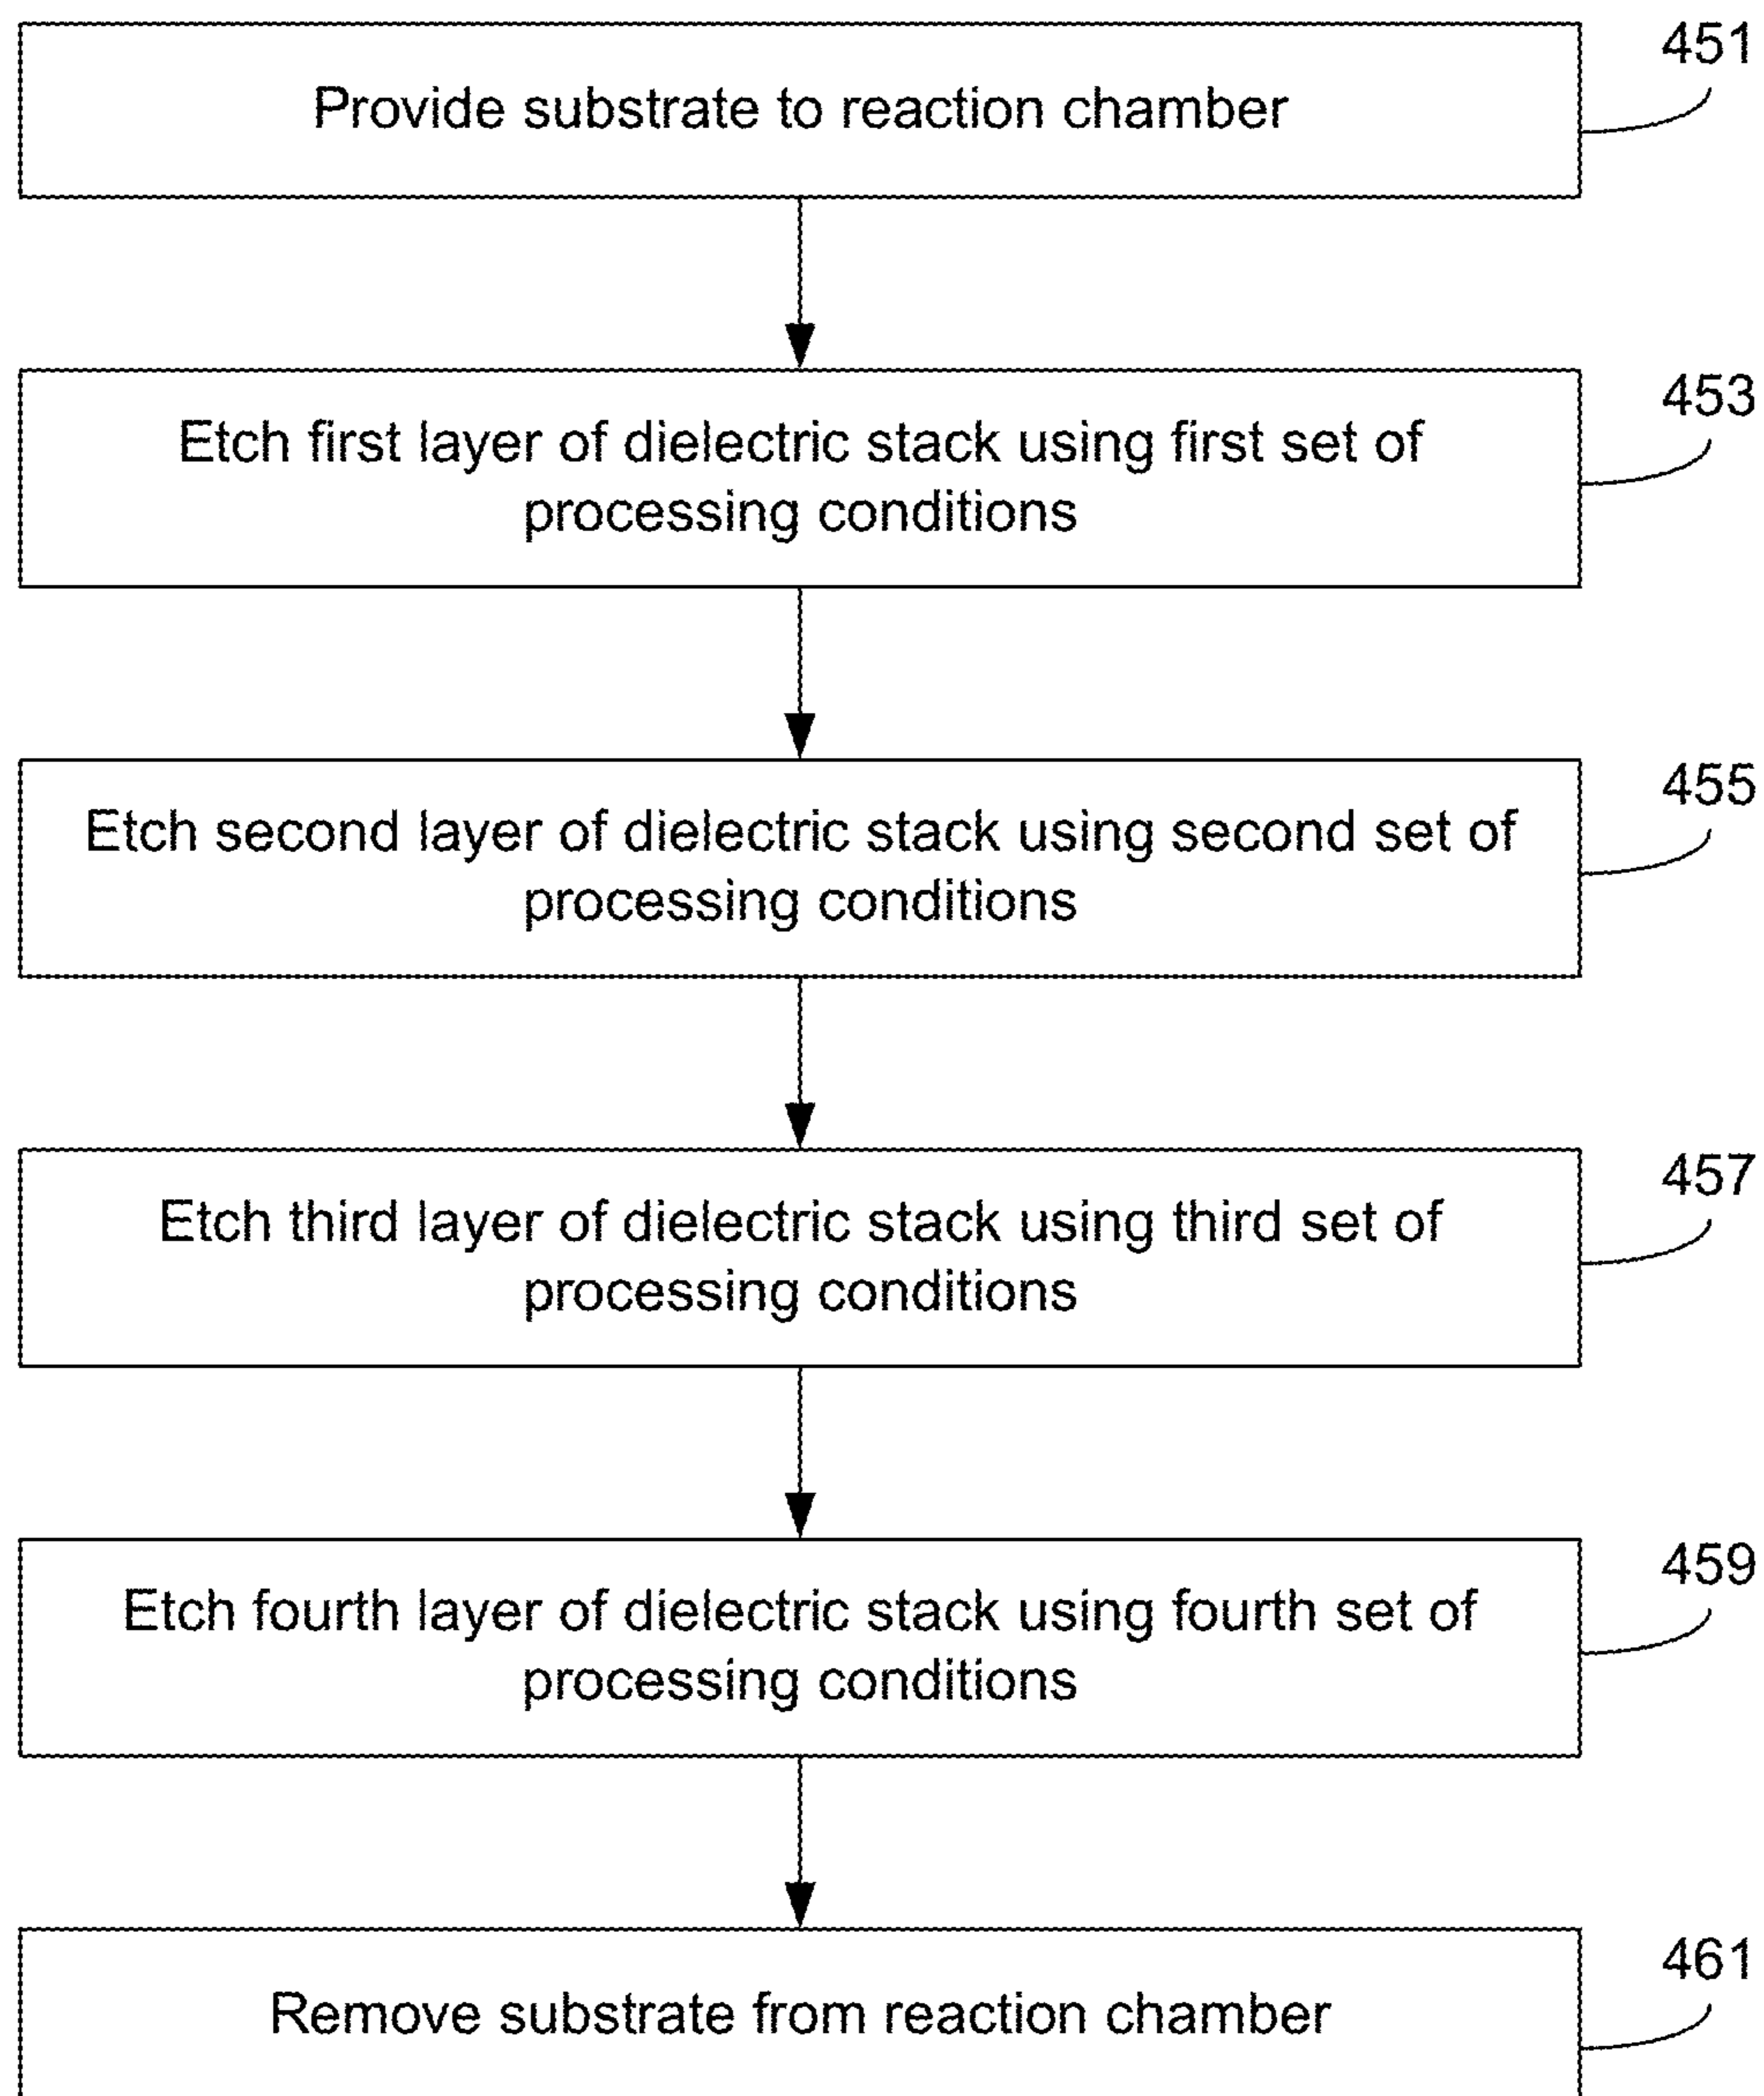 451
Provide substrate to reaction chamber
453
Etch first layer of dielectric stack using first set of
processing conditions
455
Etch second layer of dielectric stack using second set of
processing conditions
457
Etch third layer of dielectric stack using third set of
processing conditions
459
Etch fourth layer of dielectric stack using fourth set of
processing conditions
461
Remove substrate from reaction chamber